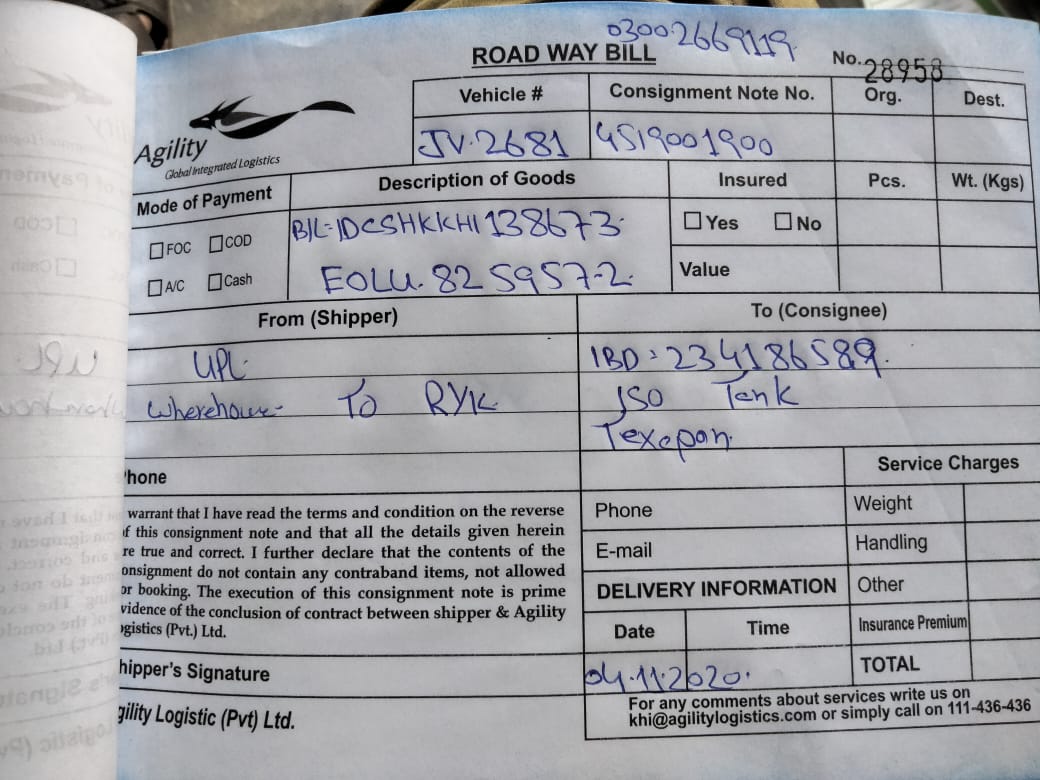 03002669119
ROAD WAY BILL
No. 28958
Agility
Global Integrated Logistics
Vehicle #
Consignment Note No.
Org.
Dest.
JV.2681
4519001900
Mode of Payment
Description of Goods
Insured
Pcs.
Wt. (Kgs)
FOC
COD
A/C
Cash
B/L-IDCSHKKHI138673.
EOLU. 825957-2.
Yes
No
Value
From (Shipper)
To (Consignee)
UPL.
Wherehouse To RYK
IBD: 234186589.
ISO Tank
Texapon.
hone
Phone
E-mail
Service Charges
Weight
Handling
Other
Insurance Premium
TOTAL
warrant that I have read the terms and condition on the reverse
f this consignment note and that all the details given herein
re true and correct. I further declare that the contents of the
onsignment do not contain any contraband items, not allowed
or booking. The execution of this consignment note is prime
vidence of the conclusion of contract between shipper & Agility
gistics (Pvt.) Ltd.
DELIVERY INFORMATION
Date
Time
04.11.2020.
hipper's Signature
gility Logistic (Pvt) Ltd.
For any comments about services write us on
khi@agilitylogistics.com or simply call on 111-436-436